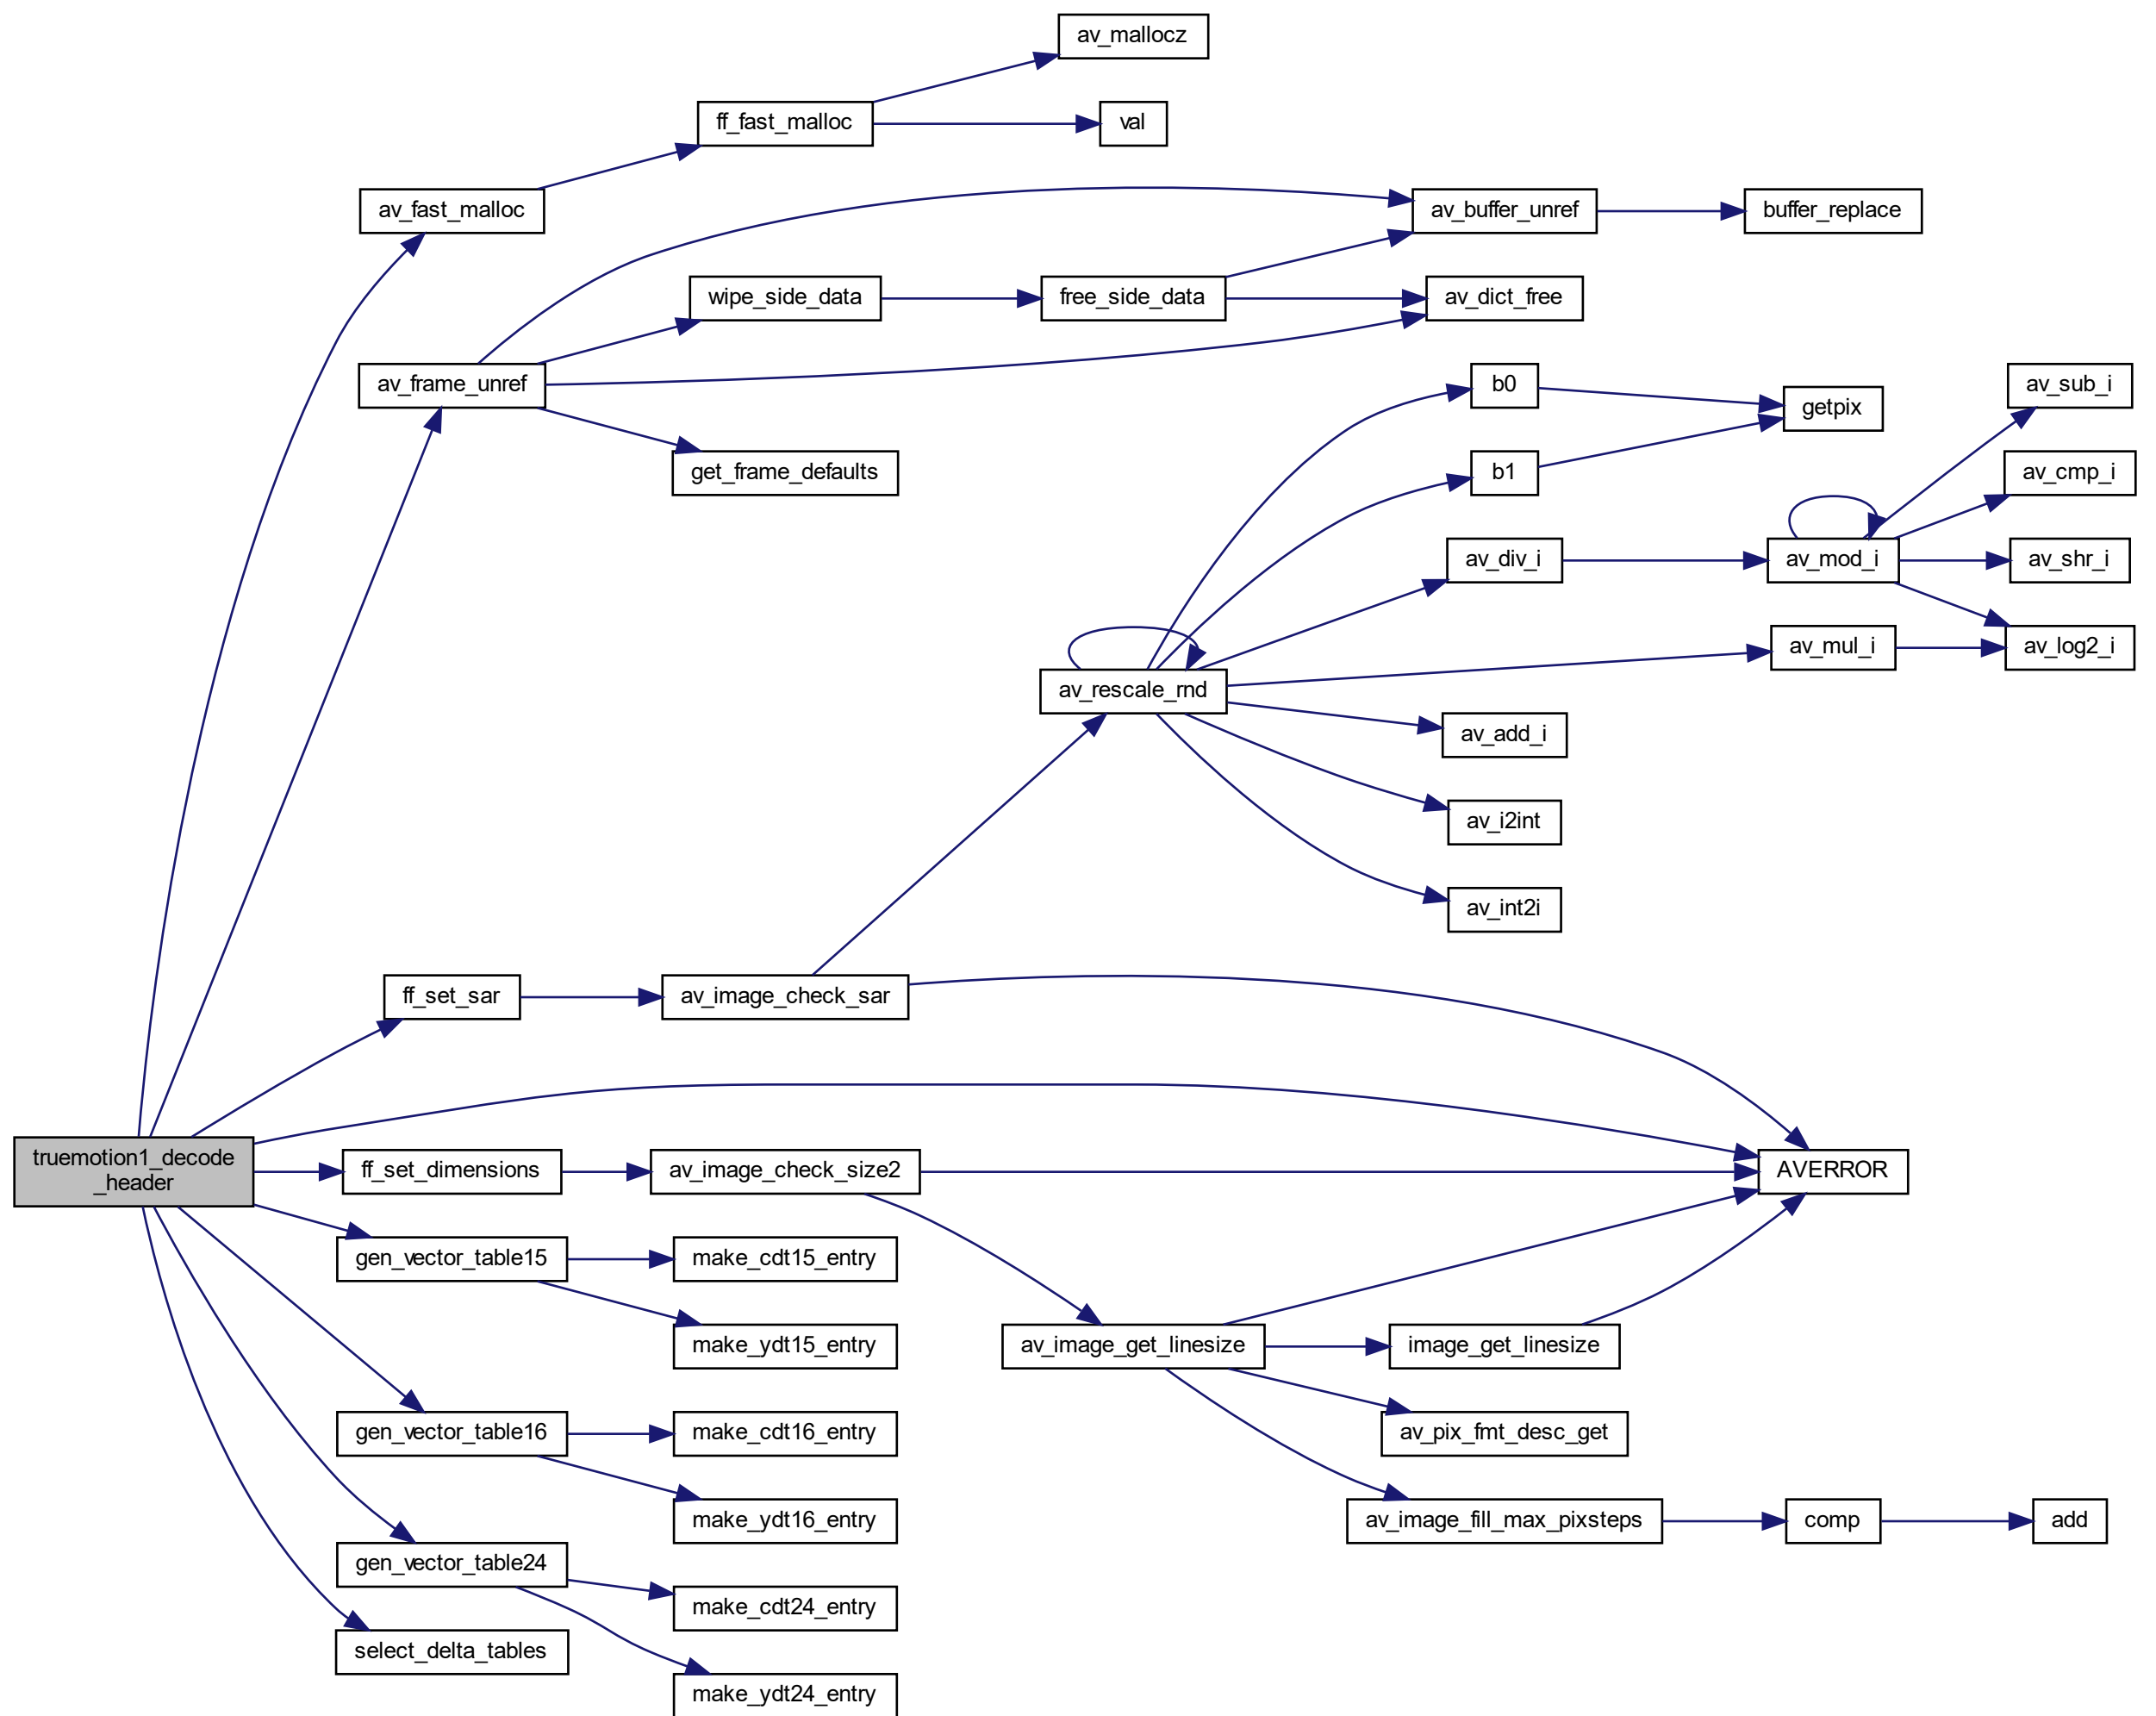 av_mallocz
ff_fast_malloc
val
av_fast_malloc
av_buffer_unref
buffer_replace
wipe_side_data
free_side_data
av_dict_free
av_frame_unref
get_frame_defaults
b0
getpix
av_sub_i
b1
av_cmp_i
av_div_i
av_mod_i
av_shr_i
av_mul_i
av_log2_i
av_rescale_rnd
av_add_i
av_i2int
av_int2i
ff_set_sar
av_image_check_sar
truemotion1_decode
_header
ff_set_dimensions
av_image_check_size2
AVERROR
gen_vector_table15
make_cdt15_entry
make_ydt15_entry
av_image_get_linesize
image_get_linesize
gen_vector_table16
make_cdt16_entry
av_pix_fmt_desc_get
make_ydt16_entry
av_image_fill_max_pixsteps
comp
add
gen_vector_table24
make_cdt24_entry
select_delta_tables
make_ydt24_entry